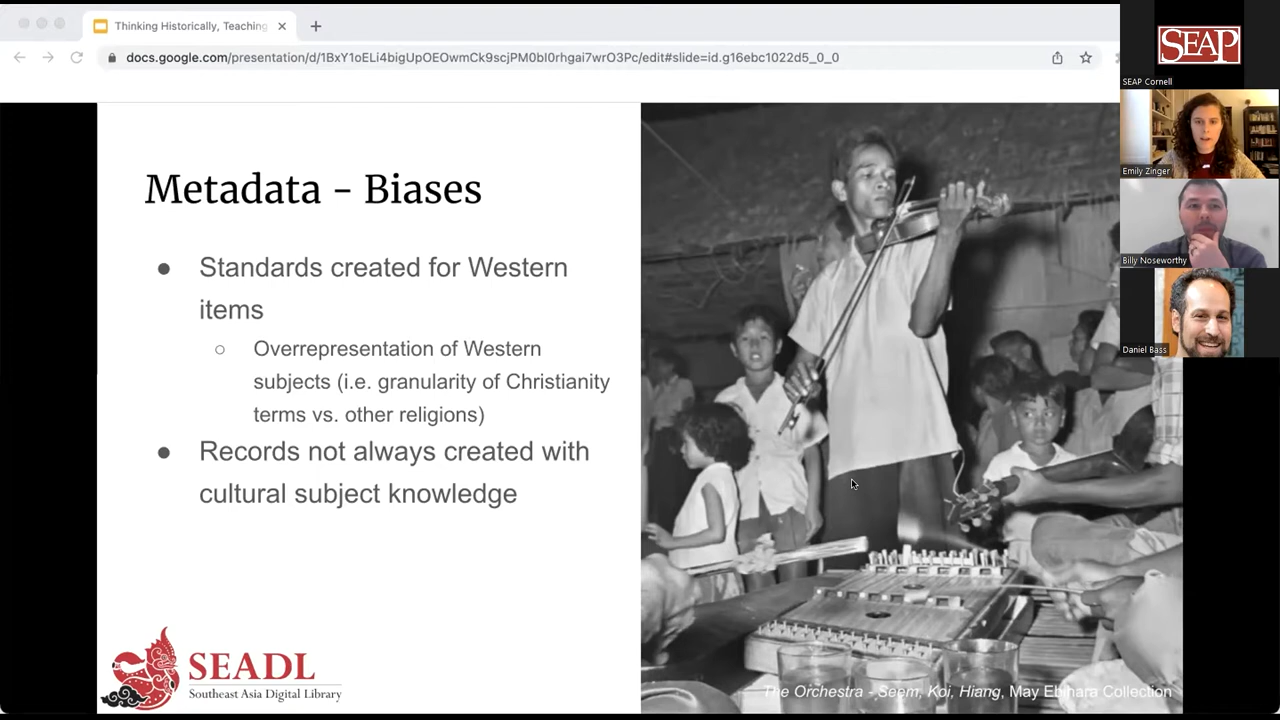 Thinking Historically, Teaching
docs.google.com/presentation/d/1BxY1oELi4bigUpOEOwmCk9scjPM0bI0rhgai7wrO3Pc/edit#slide=id.g16ebc1022d5_0_0
SEAP
SEAP Cornell
Emily Zinger
Billy Noseworthy
Daniel Bass
Metadata - Biases
● Standards created for Western
items
○ Overrepresentation of Western
subjects (i.e. granularity of Christianity
terms vs. other religions)
● Records not always created with
cultural subject knowledge
SEADL
Southeast Asia Digital Library
The Orchestra - Seem, Koi, Hiang, May Ebihara Collection